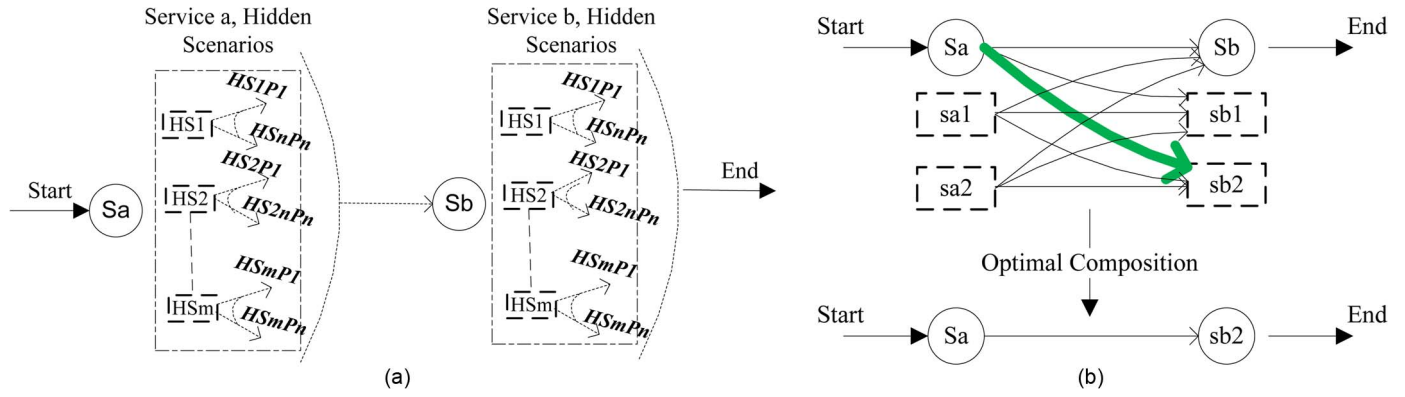 Service a, Hidden
Scenarios
HS1P1
HS1
HSnPn
HS2P1
HS2
HS2nPn
Start
Sa
HSmP1
HSm
HSmPn
Service b, Hidden
Scenarios
HS1P1
HS1
HSnPn
HS2P1
HS2
HS2nPn
Sb
HSmP1
HSm
HSmPn
End
(a)
Start
Sa
Sb
End
sa1
sb1
sa2
sb2
Optimal Composition
Start
Sa
sb2
End
(b)